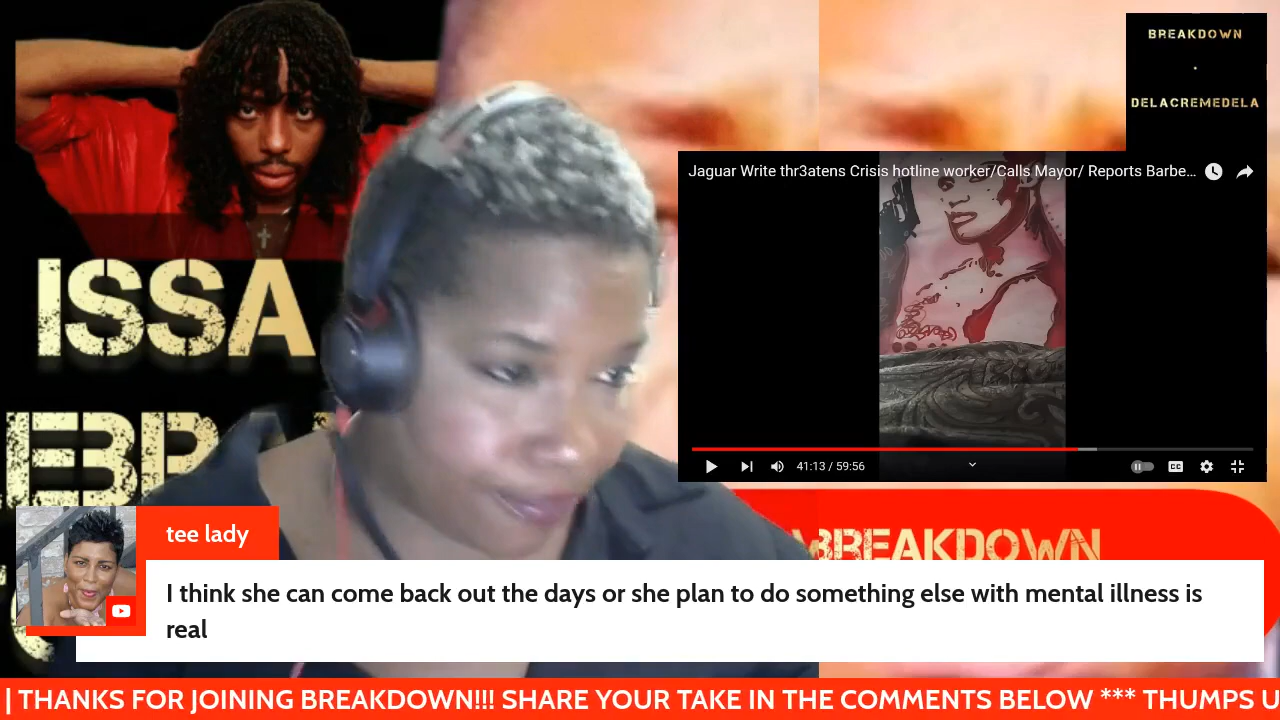 BREAKDOWN
DELACREMEDELA
Jaguar Write thr3atens Crisis hotline worker/Calls Mayor/ Reports Barbe...
ISSA
41:13 / 59:56
CC
BREAKDOWN
tee lady
I think she can come back out the days or she plan to do something else with mental illness is
real
| THANKS FOR JOINING BREAKDOWN!!! SHARE YOUR TAKE IN THE COMMENTS BELOW *** THUMPS U